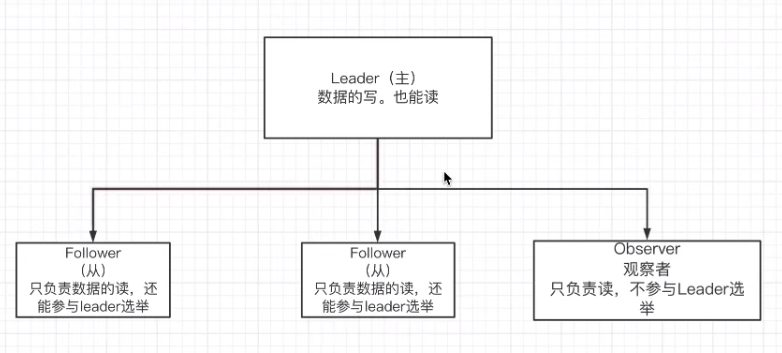 Leader（主）
数据的写。也能读
Follower
（从）
只负责数据的读，还
能参与leader选举
Follower
（从）
只负责数据的读，还
能参与leader选举
Observer
观察者
只负责读，不参与Leader选
举